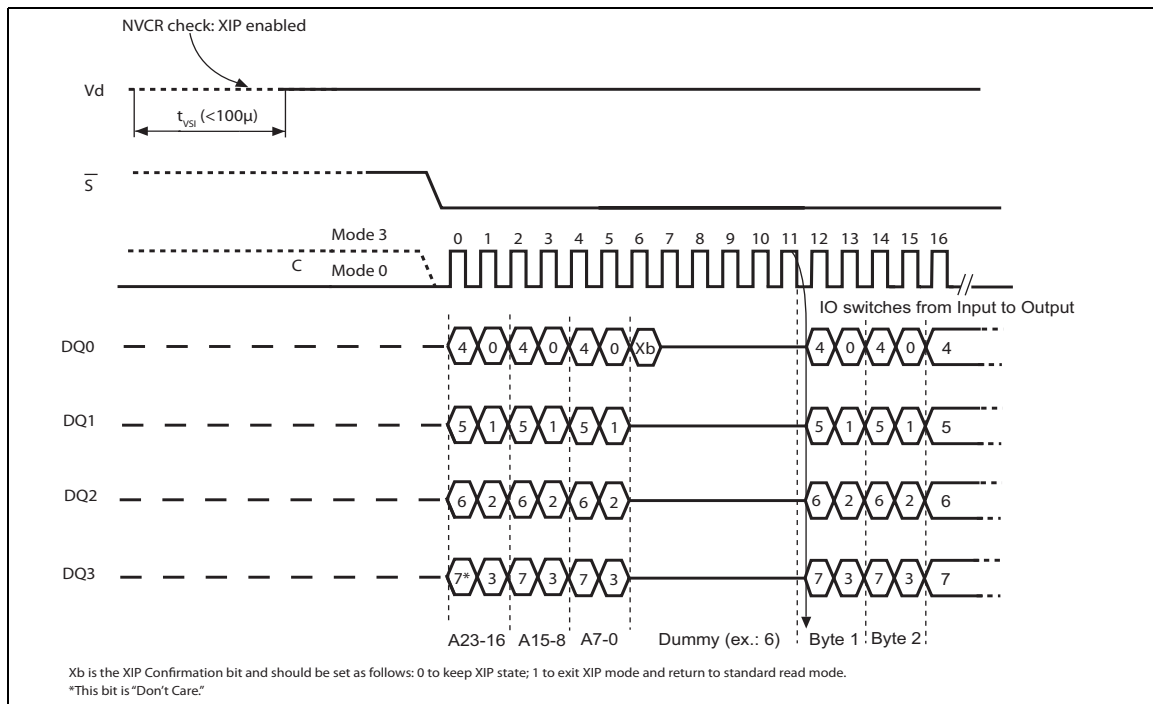 NVCR check: XIP enabled
Vd
tVSI (<100μ)
S
Mode 3
C
Mode 0
0 1 2 3 4 5 6 7 8 9 10 11 12 13 14 15 16
IO switches from Input to Output
DQ0 4 0 4 0 4 0 Xb 4 0 4 0 4
DQ1 5 1 5 1 5 1 5 1 5 1 5
DQ2 6 2 6 2 6 2 6 2 6 2 6
DQ3 7* 3 7 3 7 3 7 3 7 3 7
A23-16 A15-8 A7-0 Dummy (ex.: 6) Byte 1 Byte 2
Xb is the XIP Confirmation bit and should be set as follows: 0 to keep XIP state; 1 to exit XIP mode and return to standard read mode.
*This bit is “Don’t Care.”